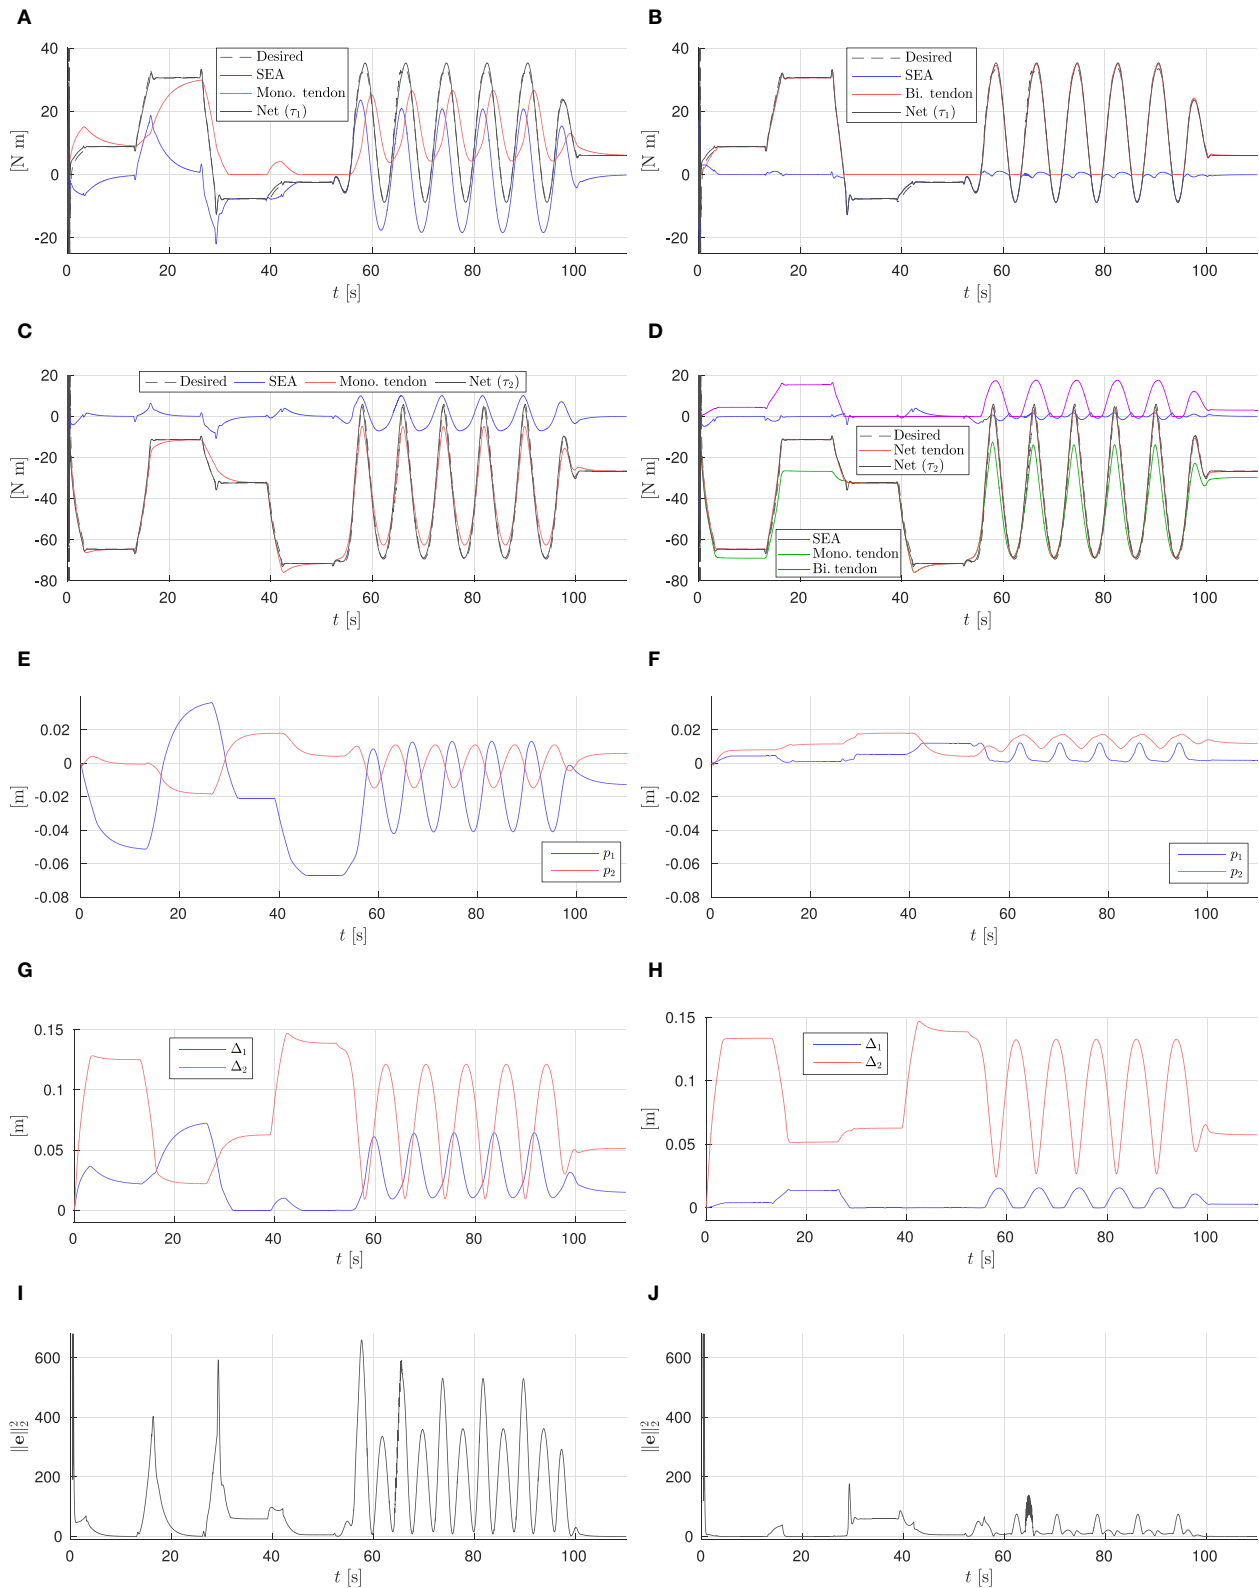 A
40
20
0
-20
[N m]
Desired
SEA
Mono. tendon
Net (τ₁)
0 20 40 60 80 100
t [s]
B
40
20
0
-20
[N m]
Desired
SEA
Bi. tendon
Net (τ₁)
0 20 40 60 80 100
t [s]
C
20
0
-20
-40
-60
-80
[N m]
Desired SEA Mono. tendon Net (τ₂)
0 20 40 60 80 100
t [s]
D
20
0
-20
-40
-60
-80
[N m]
Desired
Net tendon
Net (τ₂)
SEA
Mono. tendon
Bi. tendon
0 20 40 60 80 100
t [s]
E
0.02
0
-0.02
-0.04
-0.06
-0.08
[m]
p₁
p₂
0 20 40 60 80 100
t [s]
F
0.02
0
-0.02
-0.04
-0.06
-0.08
[m]
p₁
p₂
0 20 40 60 80 100
t [s]
G
0.15
0.1
0.05
0
[m]
Δ₁
Δ₂
0 20 40 60 80 100
t [s]
H
0.15
0.1
0.05
0
[m]
Δ₁
Δ₂
0 20 40 60 80 100
t [s]
I
600
400
200
0
‖e‖₂²
0 20 40 60 80 100
t [s]
J
600
400
200
0
‖e‖₂²
0 20 40 60 80 100
t [s]